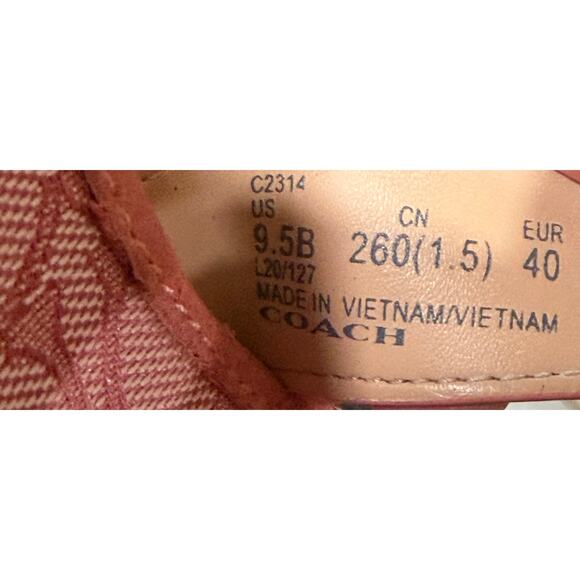 C2314
US CN EUR
9.5B 260(1.5) 40
L20/127
MADE IN VIETNAM/VIETNAM
COACH